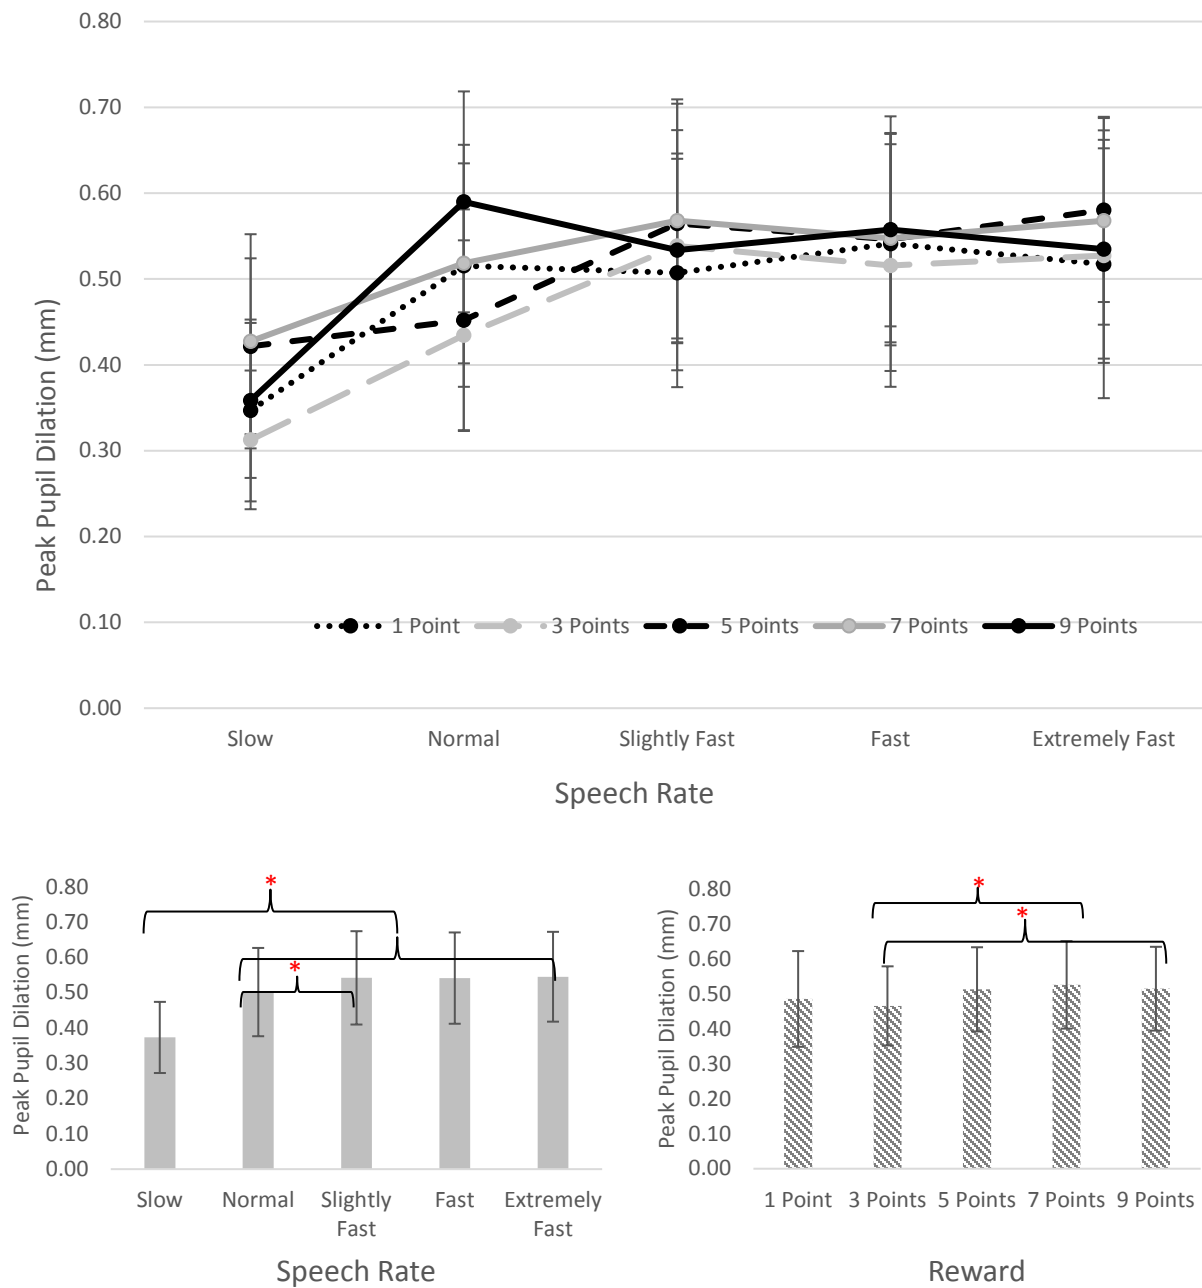 0.80
0.70
0.60
0.50
0.40
0.30
0.20
0.10
0.00
Peak Pupil Dilation (mm)
1 Point 3 Points 5 Points 7 Points 9 Points
Slow Normal Slightly Fast Fast Extremely Fast
Speech Rate
0.80
0.70
0.60
0.50
0.40
0.30
0.20
0.10
0.00
Peak Pupil Dilation (mm)
*
*
Slow Normal Slightly Fast Extremely
Fast Fast
Speech Rate
0.80
0.70
0.60
0.50
0.40
0.30
0.20
0.10
0.00
Peak Pupil Dilation (mm)
*
*
1 Point 3 Points 5 Points 7 Points 9 Points
Reward